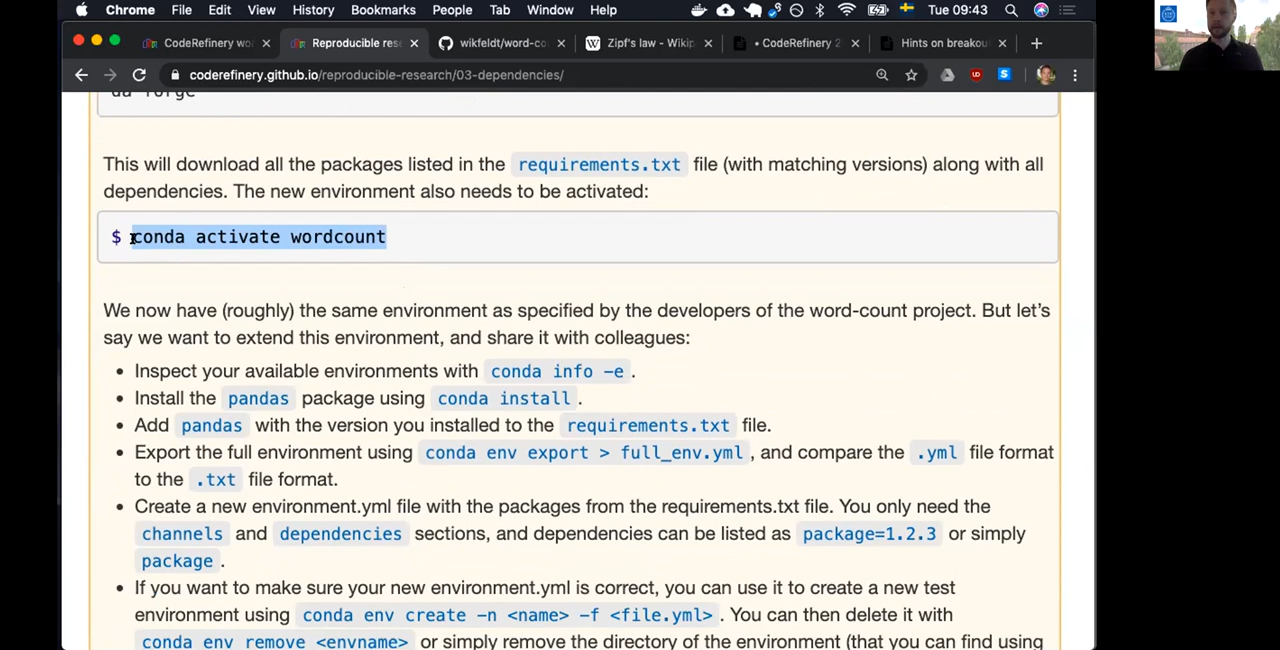 Chrome File Edit View History Bookmarks People Tab Window Help Tue 09:43
CodeRefinery wo Reproducible rese wikfeldt/word-co Zipf's law - Wikip • CodeRefinery 2 Hints on breakou
coderefinery.github.io/reproducible-research/03-dependencies/
da-forge
This will download all the packages listed in the requirements.txt file (with matching versions) along with all
dependencies. The new environment also needs to be activated:
$ conda activate wordcount
We now have (roughly) the same environment as specified by the developers of the word-count project. But let's
say we want to extend this environment, and share it with colleagues:
• Inspect your available environments with conda info -e.
• Install the pandas package using conda install.
• Add pandas with the version you installed to the requirements.txt file.
• Export the full environment using conda env export > full_env.yml, and compare the .yml file format
to the .txt file format.
• Create a new environment.yml file with the packages from the requirements.txt file. You only need the
channels and dependencies sections, and dependencies can be listed as package=1.2.3 or simply
package.
• If you want to make sure your new environment.yml is correct, you can use it to create a new test
environment using conda env create -n <name> -f <file.yml>. You can then delete it with
conda env remove <envname> or simply remove the directory of the environment (that you can find using